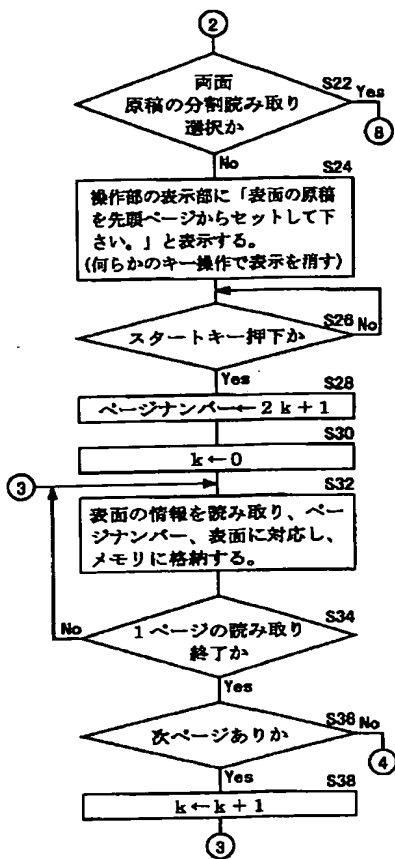 ②
両面
原稿の分割読み取り
選択か
S22
Yes
⑧
No
S24
操作部の表示部に「表面の原稿
を先頭ページからセットして下
さい。」と表示する。
(何らかのキー操作で表示を消す)
S26
スタートキー押下か
No
Yes
S28
ページナンバー←2k+1
S30
k←0
③
S32
表面の情報を読み取り、ペー
ジナンバー、表面に対応し、
メモリに格納する。
S34
1ページの読み取り
終了か
No
Yes
S36
次ページありか
No
④
Yes
S38
k←k+1
③